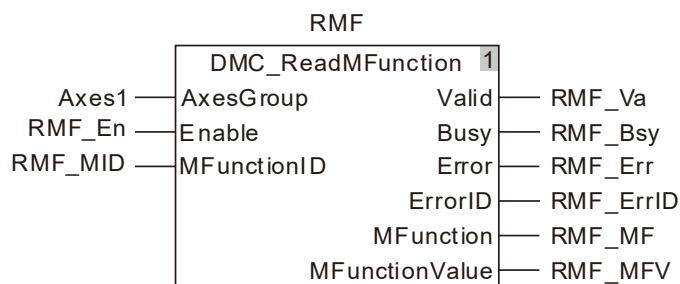 RMF
DMC_ReadMFunction 1
Axes1 AxesGroup Valid RMF_Va
RMF_En Enable Busy RMF_Bsy
RMF_MID MFunctionID Error RMF_Err
ErrorID RMF_ErrID
MFunction RMF_MF
MFunctionValue RMF_MFV